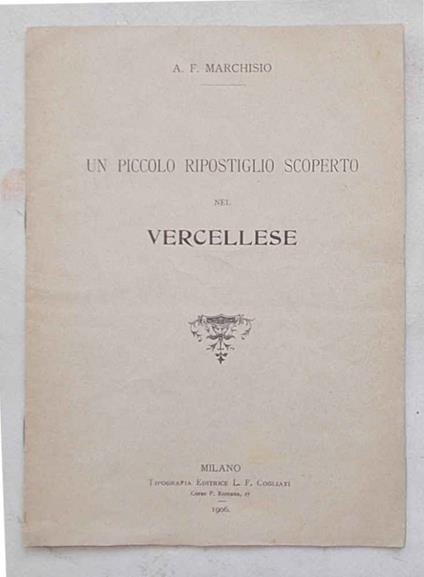 A. F. MARCHISIO
UN PICCOLO RIPOSTIGLIO SCOPERTO
NEL
VERCELLESE
MILANO
TIPOGRAFIA EDITRICE L. F. COGLIATI
Corso P. Romana, 17
1906.